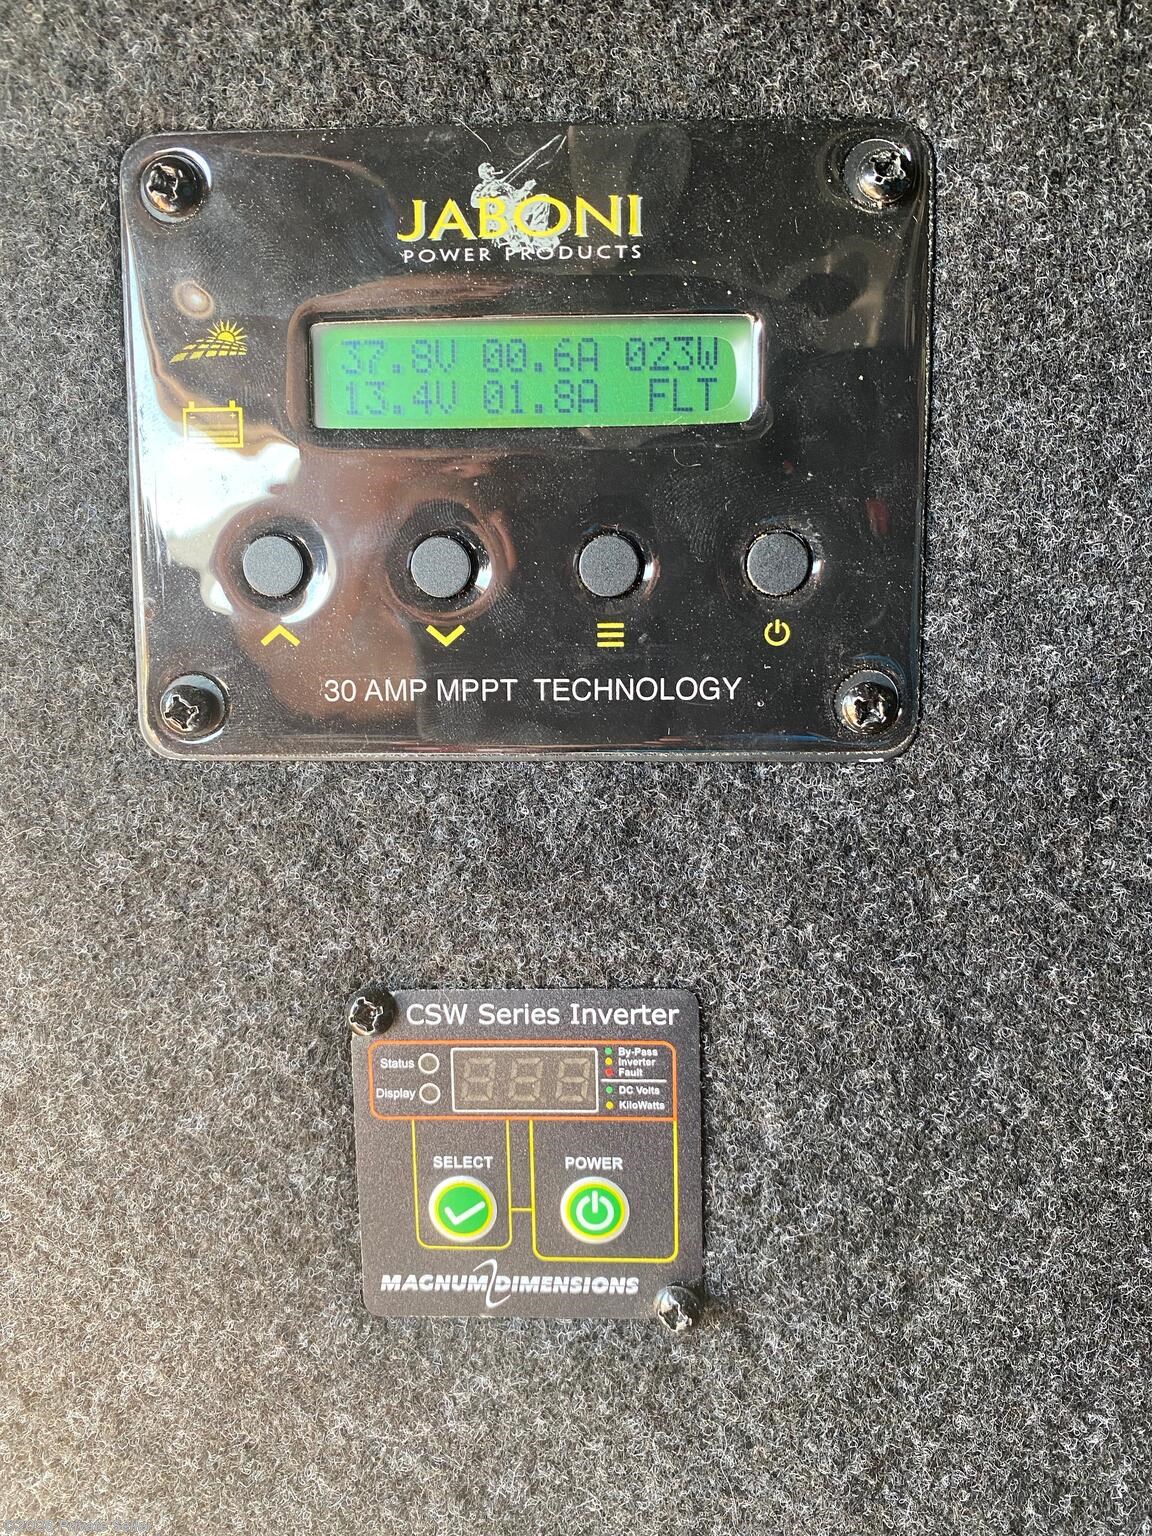 JABONI
POWER PRODUCTS
37.8V 00.6A 023W
13.4V 01.8A FLT
30 AMP MPPT TECHNOLOGY
CSW Series Inverter
Status
Display
By-Pass
Inverter
Fault
DC Volts
KiloWatts
SELECT
POWER
MAGNUM DIMENSIONS